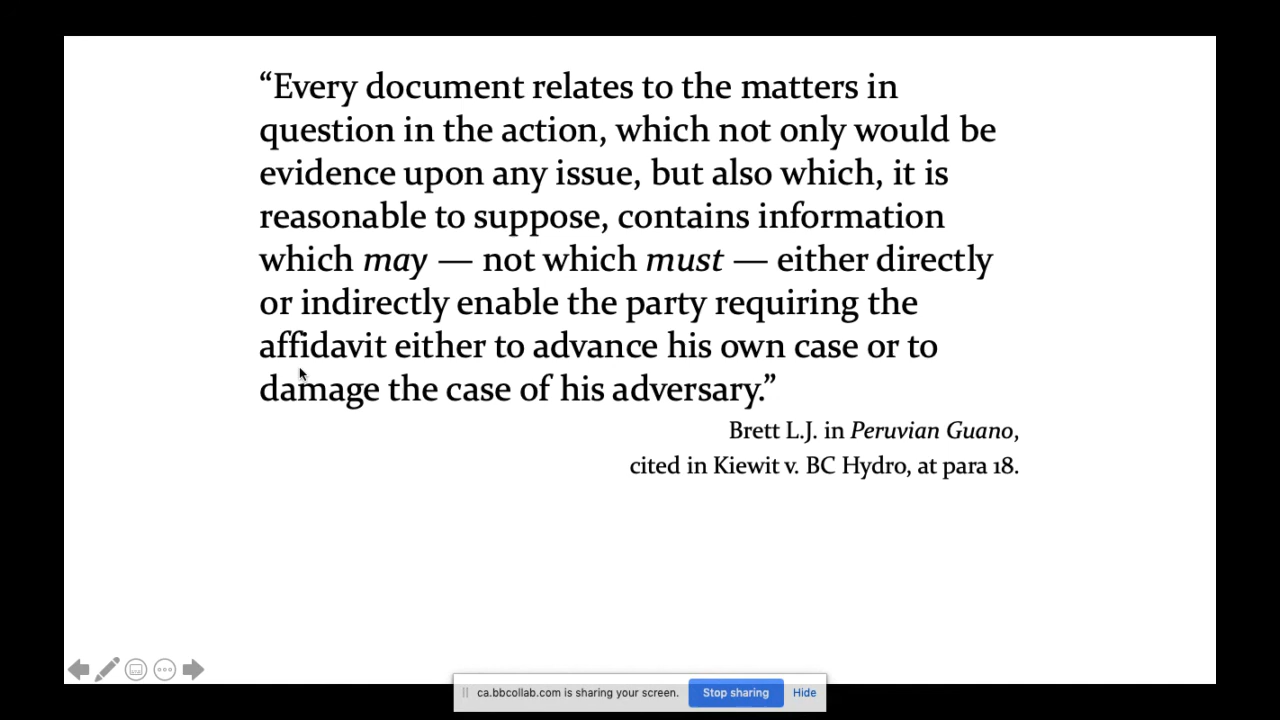 “Every document relates to the matters in
question in the action, which not only would be
evidence upon any issue, but also which, it is
reasonable to suppose, contains information
which may — not which must — either directly
or indirectly enable the party requiring the
affidavit either to advance his own case or to
damage the case of his adversary.”
Brett L.J. in Peruvian Guano,
cited in Kiewit v. BC Hydro, at para 18.
ca.bbcollab.com is sharing your screen. Stop sharing Hide